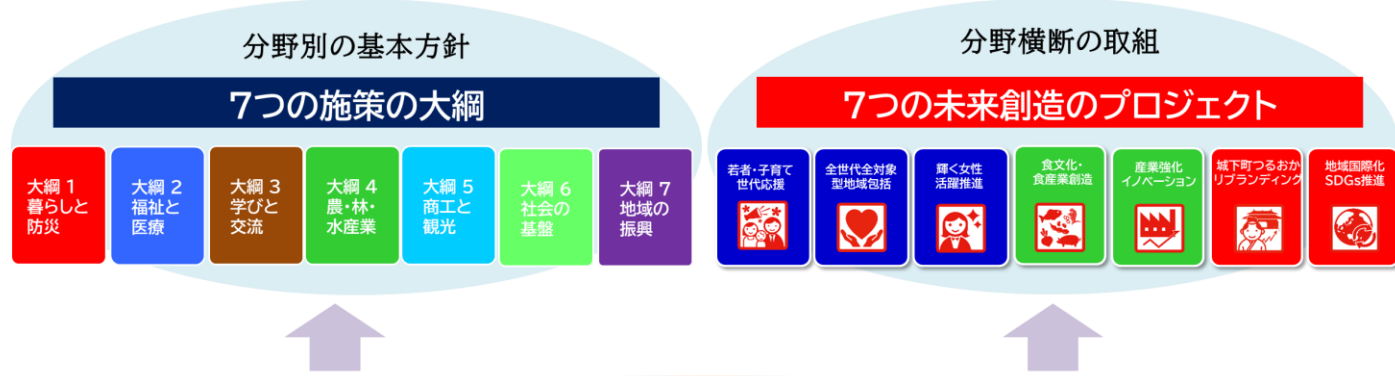 分野別の基本方針
7つの施策の大綱
大綱 1
暮らしと
防災
大綱 2
福祉と
医療
大綱 3
学びと
交流
大綱 4
農・林・
水産業
大綱 5
商工と
観光
大綱 6
社会の
基盤
大綱 7
地域の
振興
分野横断の取組
7つの未来創造のプロジェクト
若者・子育て
世代応援
全世代全対象
型地域包括
輝く女性
活躍推進
食文化・
食産業創造
産業強化
イノベーション
城下町つるおか
リブランディング
地域国際化
SDGs推進